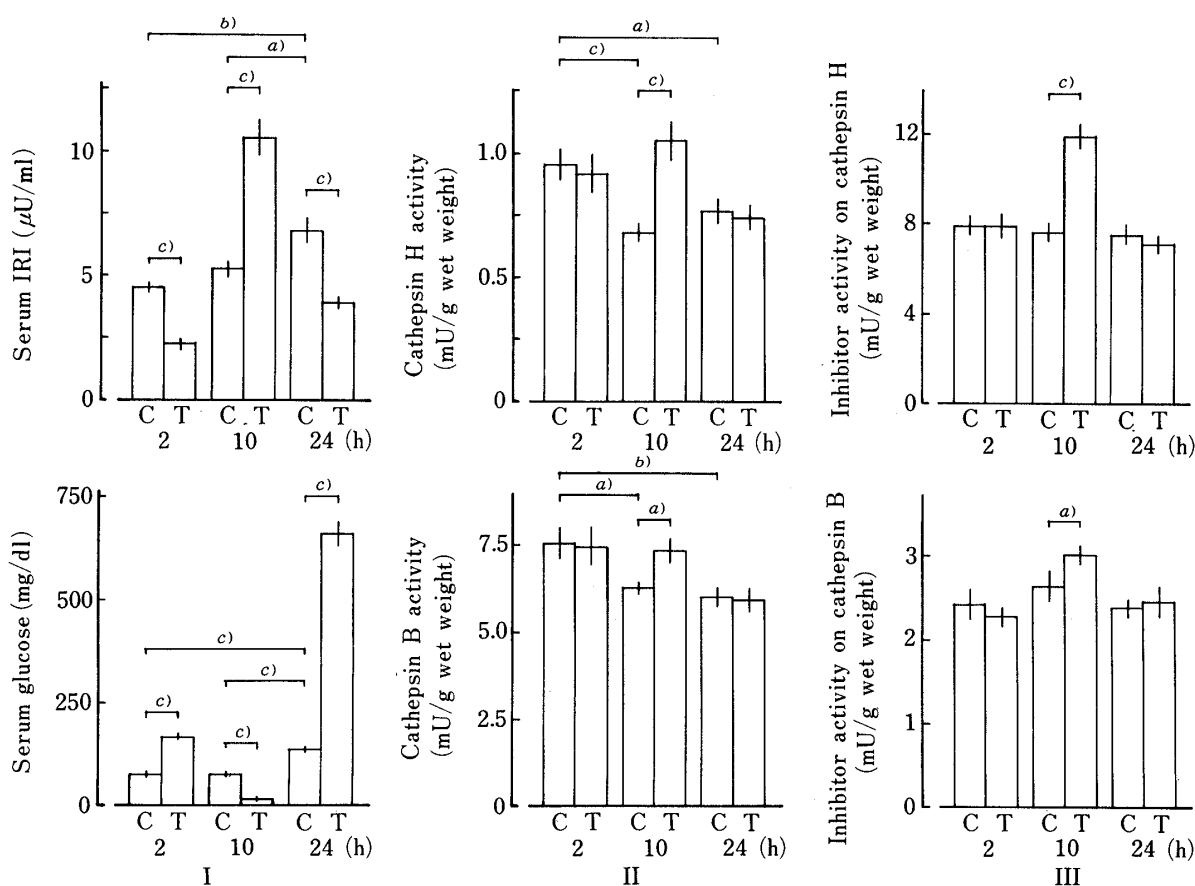 b)
a)
c)
c)
c)
10
5
0
Serum IRI (μU/ml)
C T C T C T
2 10 24 (h)
a)
c)
c)
1.0
0.5
0
Cathepsin H activity
(mU/g wet weight)
C T C T C T
2 10 24 (h)
c)
12
8
4
0
Inhibitor activity on cathepsin H
(mU/g wet weight)
C T C T C T
2 10 24 (h)
c)
c)
c)
c)
c)
750
500
250
0
Serum glucose (mg/dl)
C T C T C T
2 10 24 (h)
I
b)
a)
a)
7.5
5.0
2.5
0
Cathepsin B activity
(mU/g wet weight)
C T C T C T
2 10 24 (h)
II
a)
3
2
1
0
Inhibitor activity on cathepsin B
(mU/g wet weight)
C T C T C T
2 10 24 (h)
III